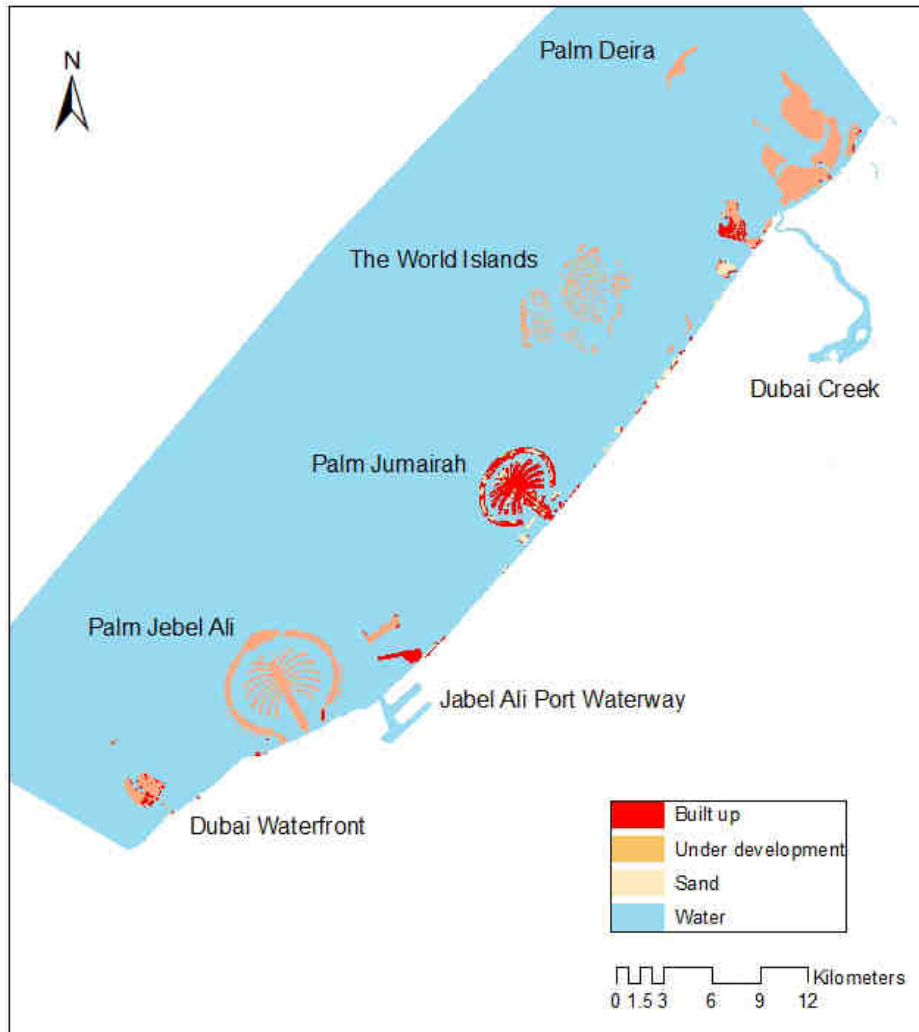 Palm Deira
N
The World Islands
Dubai Creek
Palm Jumairah
Palm Jebel Ali
Jabel Ali Port Waterway
Dubai Waterfront
Built up
Under development
Sand
Water
Kilometers
0 1.5 3 6 9 12